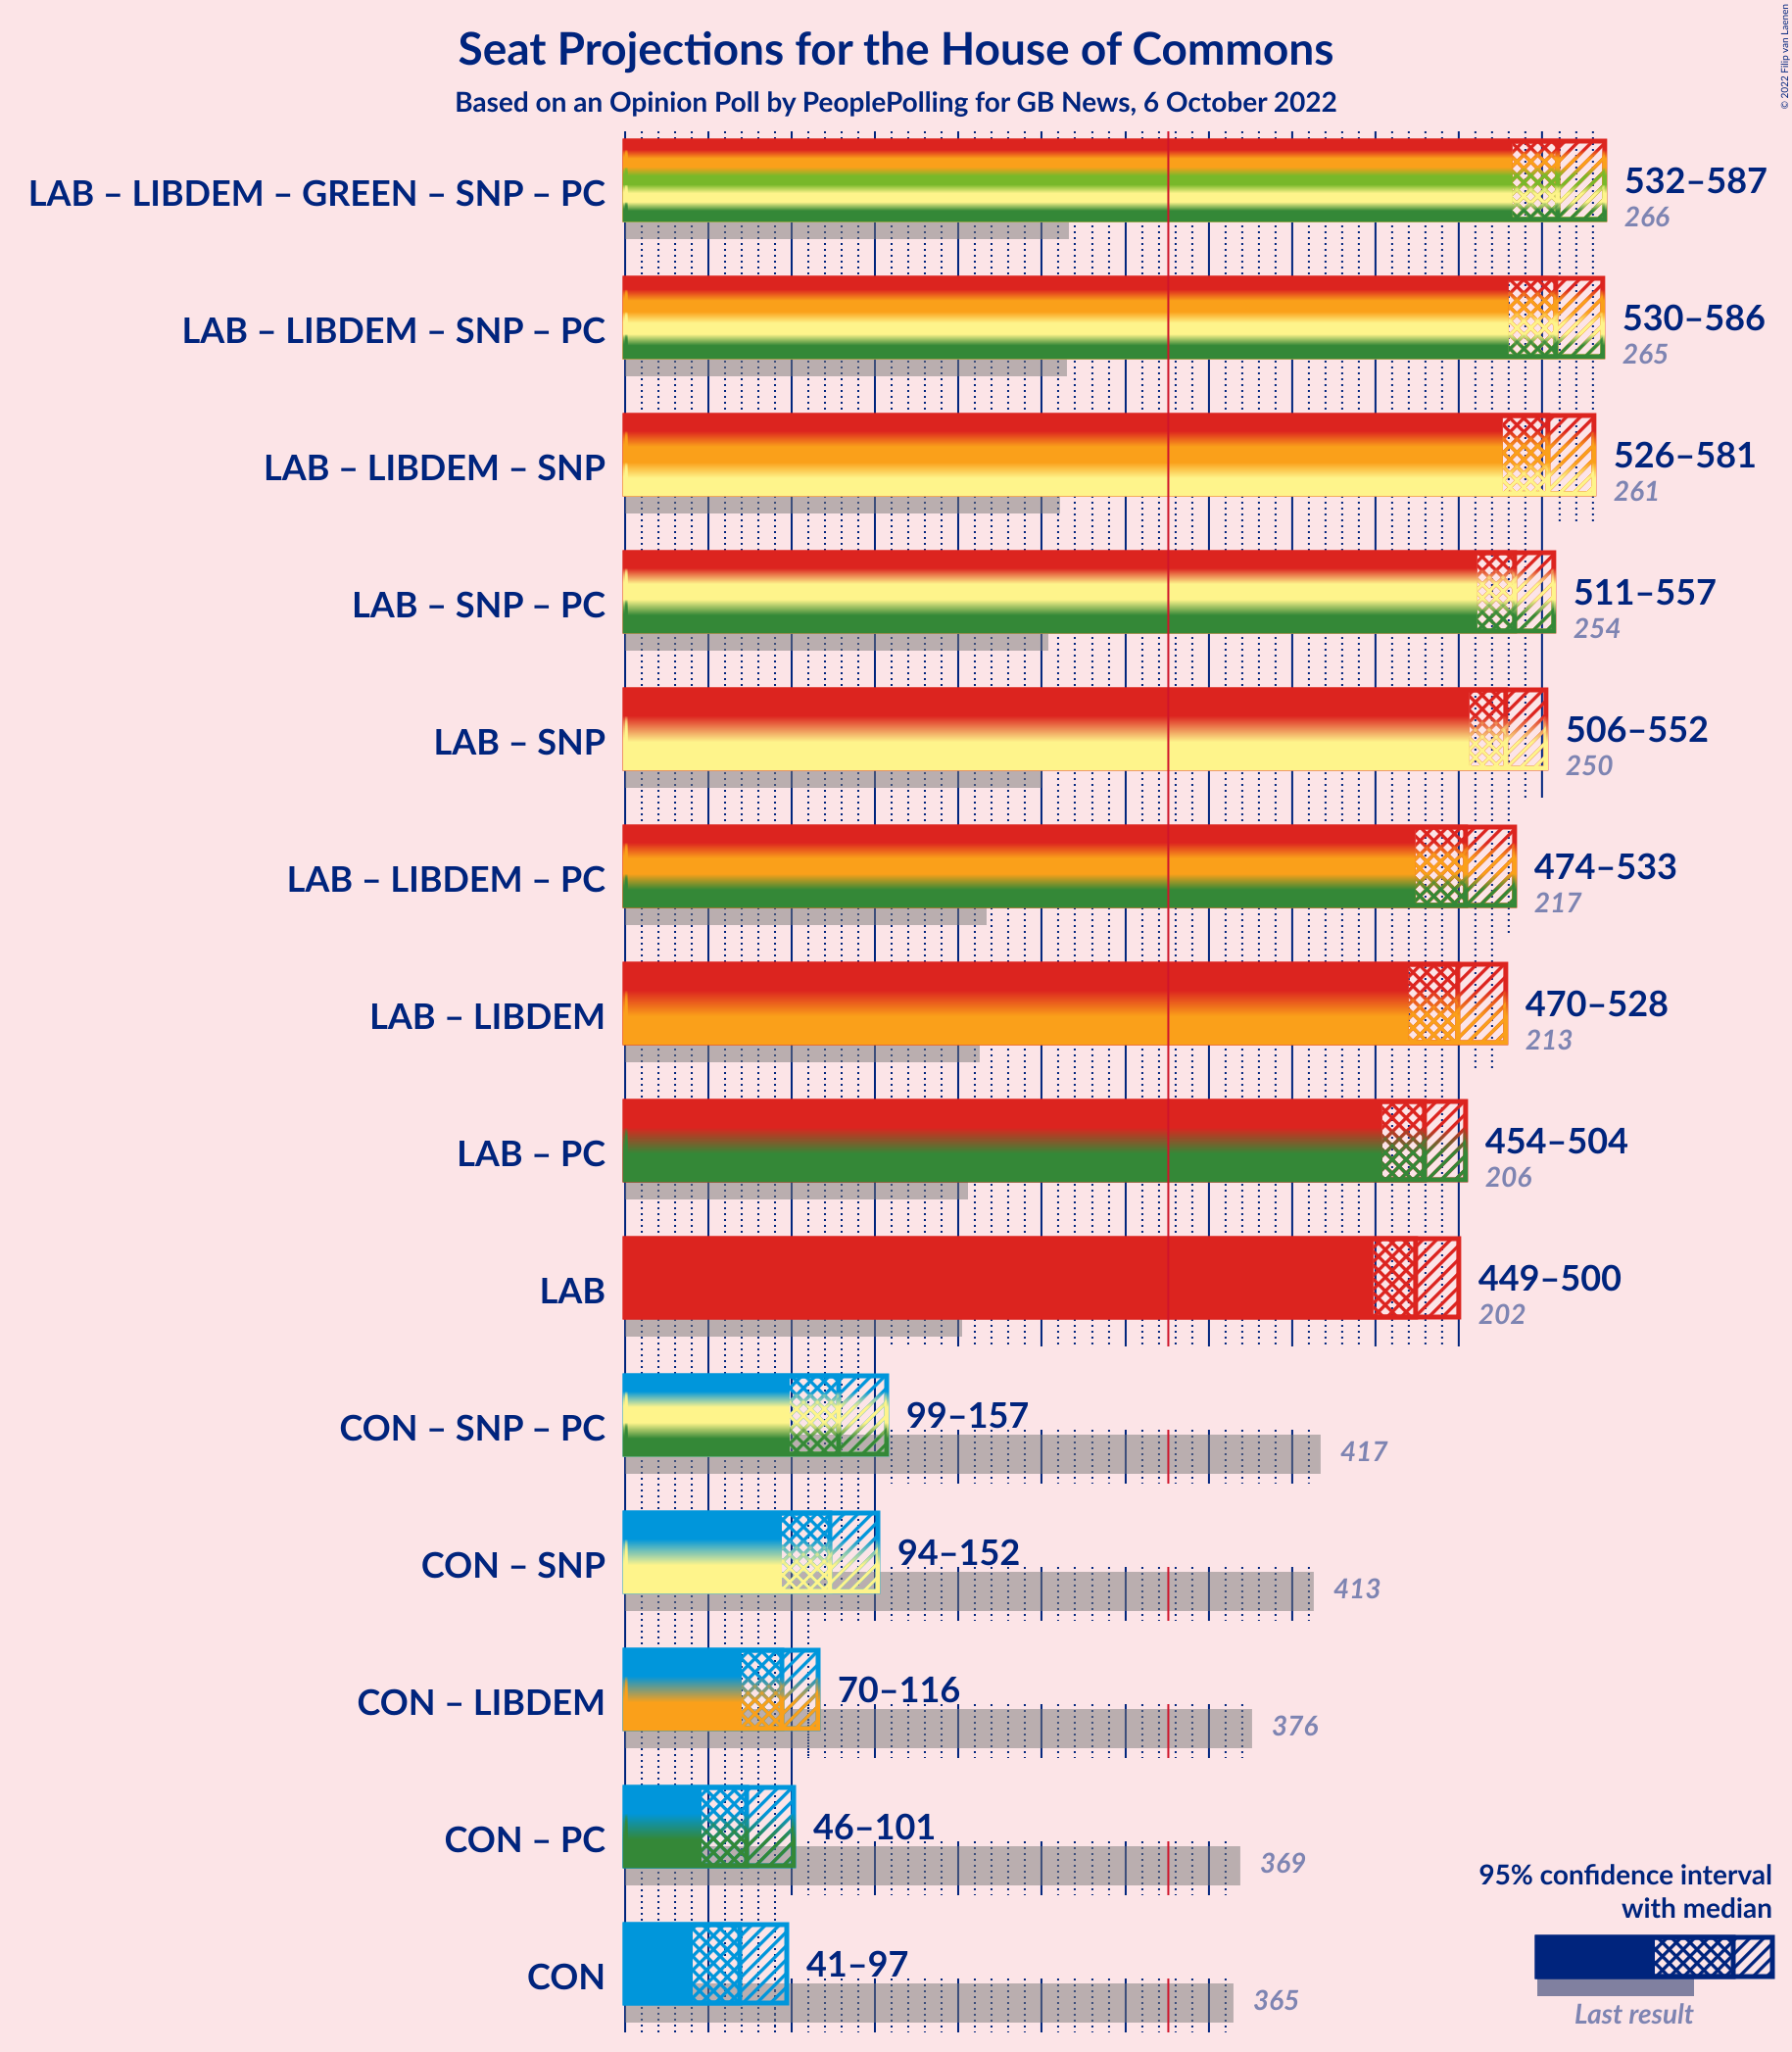 Seat Projections for the House of Commons
Based on an Opinion Poll by PeoplePolling for GB News, 6 October 2022
© 2022 Filip van Laenen
LAB – LIBDEM – GREEN – SNP – PC
532–587
266
LAB – LIBDEM – SNP – PC
530–586
265
LAB – LIBDEM – SNP
526–581
261
LAB – SNP – PC
511–557
254
LAB – SNP
506–552
250
LAB – LIBDEM – PC
474–533
217
LAB – LIBDEM
470–528
213
LAB – PC
454–504
206
LAB
449–500
202
CON – SNP – PC
99–157
417
CON – SNP
94–152
413
CON – LIBDEM
70–116
376
CON – PC
46–101
369
CON
41–97
365
95% confidence interval
with median
Last result